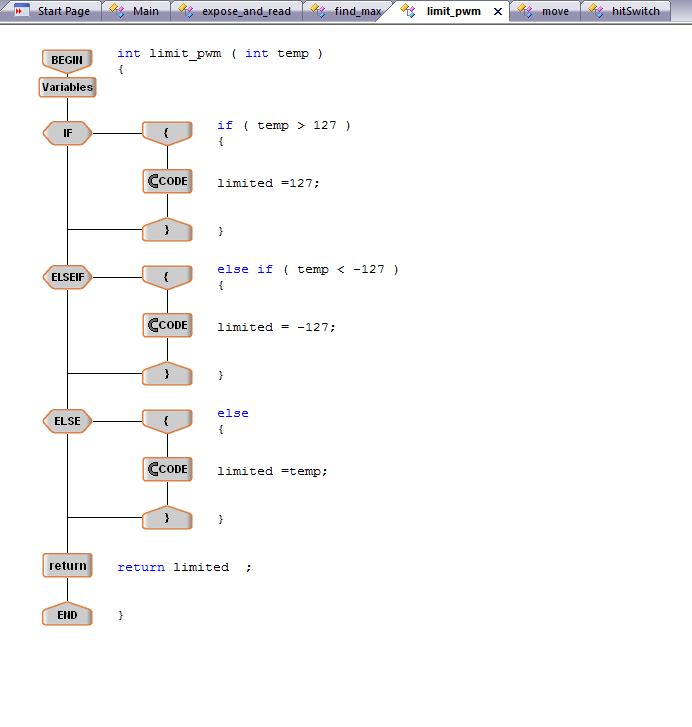 Start Page Main expose_and_read find_max limit_pwm X move hitSwitch
BEGIN int limit_pwm ( int temp )
{
Variables
IF { if ( temp > 127 )
{
CODE limited =127;
} }
ELSEIF { else if ( temp < -127 )
{
CODE limited = -127;
} }
ELSE { else
{
CODE limited =temp;
} }
return return limited ;
END }